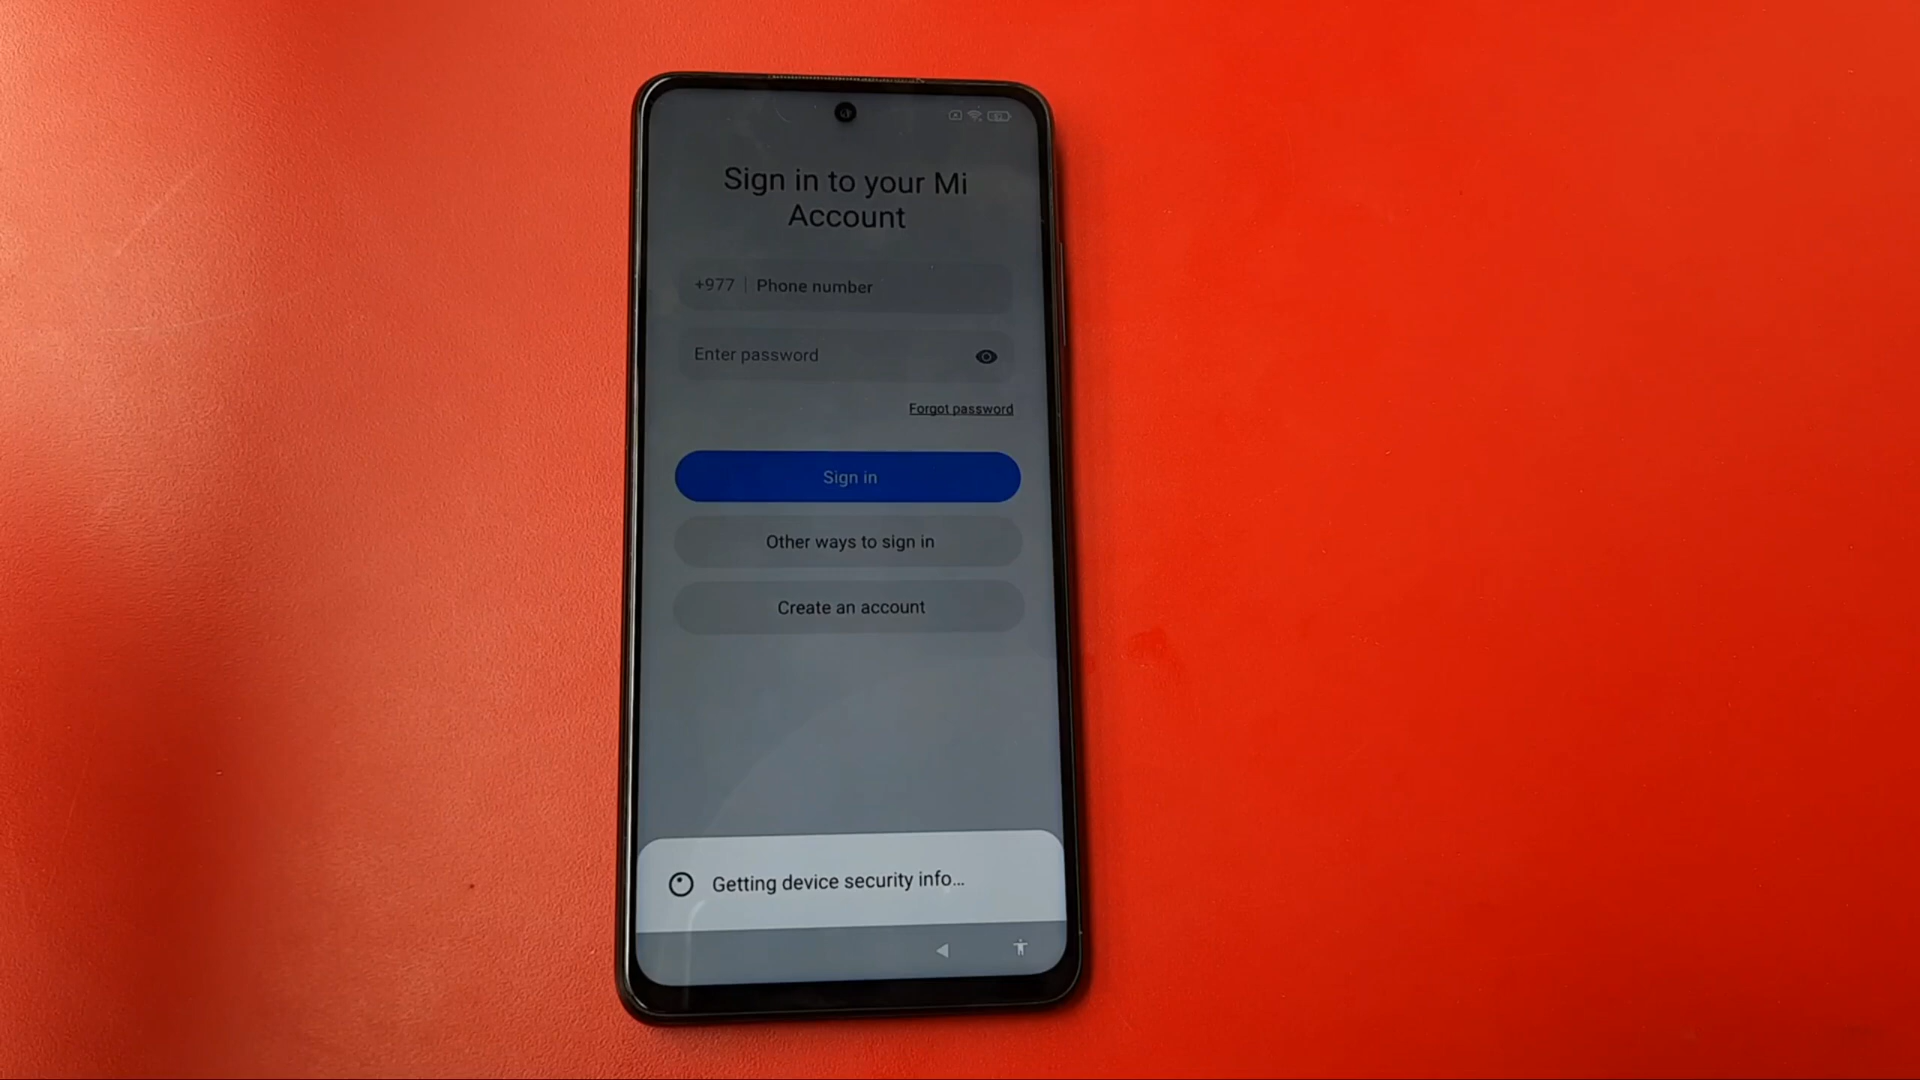 Sign in to your Mi
Account
+977 | Phone number
Enter password
Forgot password
Sign in
Other ways to sign in
Create an account
Getting device security info...